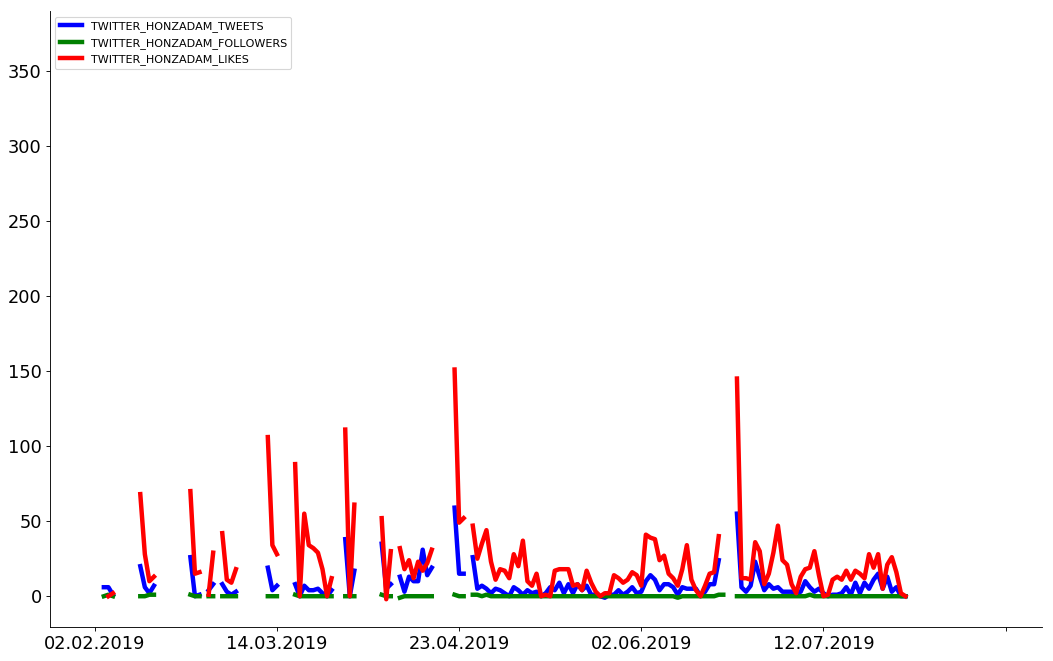 TWITTER_HONZADAM_TWEETS
TWITTER_HONZADAM_FOLLOWERS
TWITTER_HONZADAM_LIKES
350
300
250
200
150
100
50
0
02.02.2019 14.03.2019 23.04.2019 02.06.2019 12.07.2019